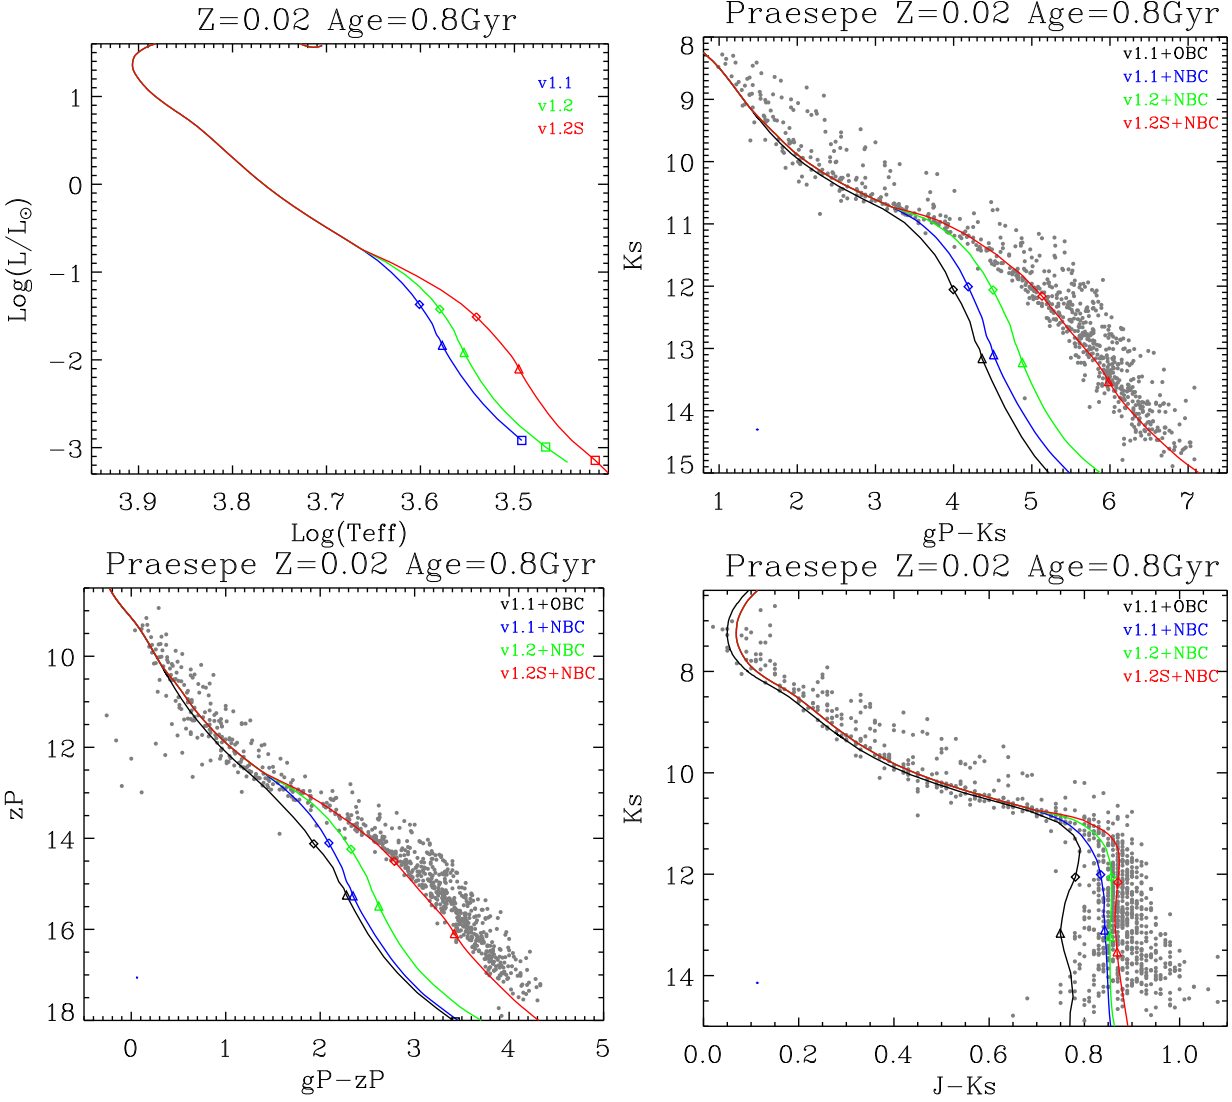 Z=0.02 Age=0.8Gyr
v1.1
v1.2
v1.2S
1
0
−1
−2
−3
Log(L/L⊙)
3.9 3.8 3.7 3.6 3.5
Log(Teff)
Praesepe Z=0.02 Age=0.8Gyr
v1.1+OBC
v1.1+NBC
v1.2+NBC
v1.2S+NBC
8
9
10
11
12
13
14
15
Ks
1 2 3 4 5 6 7
gP−Ks
Praesepe Z=0.02 Age=0.8Gyr
v1.1+OBC
v1.1+NBC
v1.2+NBC
v1.2S+NBC
10
12
14
16
18
zP
0 1 2 3 4 5
gP−zP
Praesepe Z=0.02 Age=0.8Gyr
v1.1+OBC
v1.1+NBC
v1.2+NBC
v1.2S+NBC
8
10
12
14
Ks
0.0 0.2 0.4 0.6 0.8 1.0
J−Ks